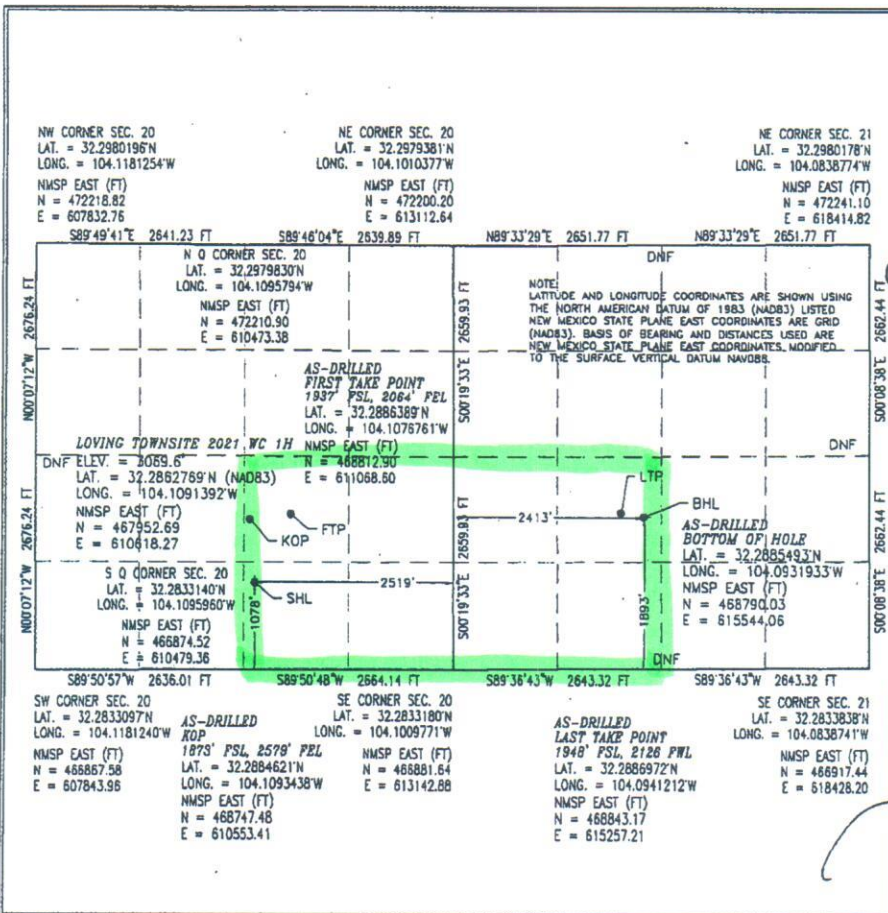 NW CORNER SEC. 20
LAT. = 32.2980196'N
LONG. = 104.1181254'W
NMSP EAST (FT)
N = 472218.82
E = 607832.76
NE CORNER SEC. 20
LAT. = 32.2979381'N
LONG. = 104.1010377'W
NMSP EAST (FT)
N = 472200.20
E = 613112.64
NE CORNER SEC. 21
LAT. = 32.2980178'N
LONG. = 104.0838774'W
NMSP EAST (FT)
N = 472241.10
E = 618414.82
S89°49'41"E 2641.23 FT
S89°46'04"E 2639.89 FT
N89°33'29"E 2651.77 FT
N89°33'29"E 2651.77 FT
DNF
N Q CORNER SEC. 20
LAT. = 32.2979830'N
LONG. = 104.1095794'W
NMSP EAST (FT)
N = 472210.90
E = 610473.38
NOTE:
LATITUDE AND LONGITUDE COORDINATES ARE SHOWN USING
THE NORTH AMERICAN DATUM OF 1983 (NAD83) LISTED
NEW MEXICO STATE PLANE EAST COORDINATES ARE GRID
(NAD83). BASIS OF BEARING AND DISTANCES USED ARE
NEW MEXICO STATE PLANE EAST COORDINATES MODIFIED
TO THE SURFACE. VERTICAL DATUM NAVD88.
N00°07'12"W 2676.24 FT
S00°19'33"E 2659.93 FT
S00°08'38"E 2662.44 FT
AS-DRILLED
FIRST TAKE POINT
1937' FSL, 2064' FEL
LAT. = 32.2886389'N
LONG. = 104.1076761'W
NMSP EAST (FT)
N = 468812.90
E = 611068.60
LOVING TOWNSITE 2021 WC 1H
DNF
ELEV. = 3069.6'
LAT. = 32.2862769'N (NAD83)
LONG. = 104.1091392'W
NMSP EAST (FT)
N = 467952.69
E = 610618.27
DNF
KOP
FTP
LTP
BHL
2413'
SHL
2519'
1078'
1893'
AS-DRILLED
BOTTOM OF HOLE
LAT. = 32.2885493'N
LONG. = 104.0931933'W
NMSP EAST (FT)
N = 468790.03
E = 615544.06
S Q CORNER SEC. 20
LAT. = 32.2833140'N
LONG. = 104.1095960'W
NMSP EAST (FT)
N = 466874.52
E = 610479.36
N00°07'12"W 2676.24 FT
S00°19'33"E 2659.93 FT
S00°08'38"E 2662.44 FT
DNF
S89°50'57"W 2636.01 FT
S89°50'48"W 2664.14 FT
S89°36'43"W 2643.32 FT
S89°36'43"W 2643.32 FT
SW CORNER SEC. 20
LAT. = 32.2833097'N
LONG. = 104.1181240'W
NMSP EAST (FT)
N = 466867.58
E = 607843.96
AS-DRILLED
KOP
1873' FSL, 2579' FEL
LAT. = 32.2884621'N
LONG. = 104.1093438'W
NMSP EAST (FT)
N = 468747.48
E = 610553.41
SE CORNER SEC. 20
LAT. = 32.2833180'N
LONG. = 104.1009771'W
NMSP EAST (FT)
N = 466881.64
E = 613142.88
AS-DRILLED
LAST TAKE POINT
1948' FSL, 2126 FWL
LAT. = 32.2886972'N
LONG. = 104.0941212'W
NMSP EAST (FT)
N = 468843.17
E = 615257.21
SE CORNER SEC. 21
LAT. = 32.2833838'N
LONG. = 104.0838741'W
NMSP EAST (FT)
N = 466917.44
E = 618428.20